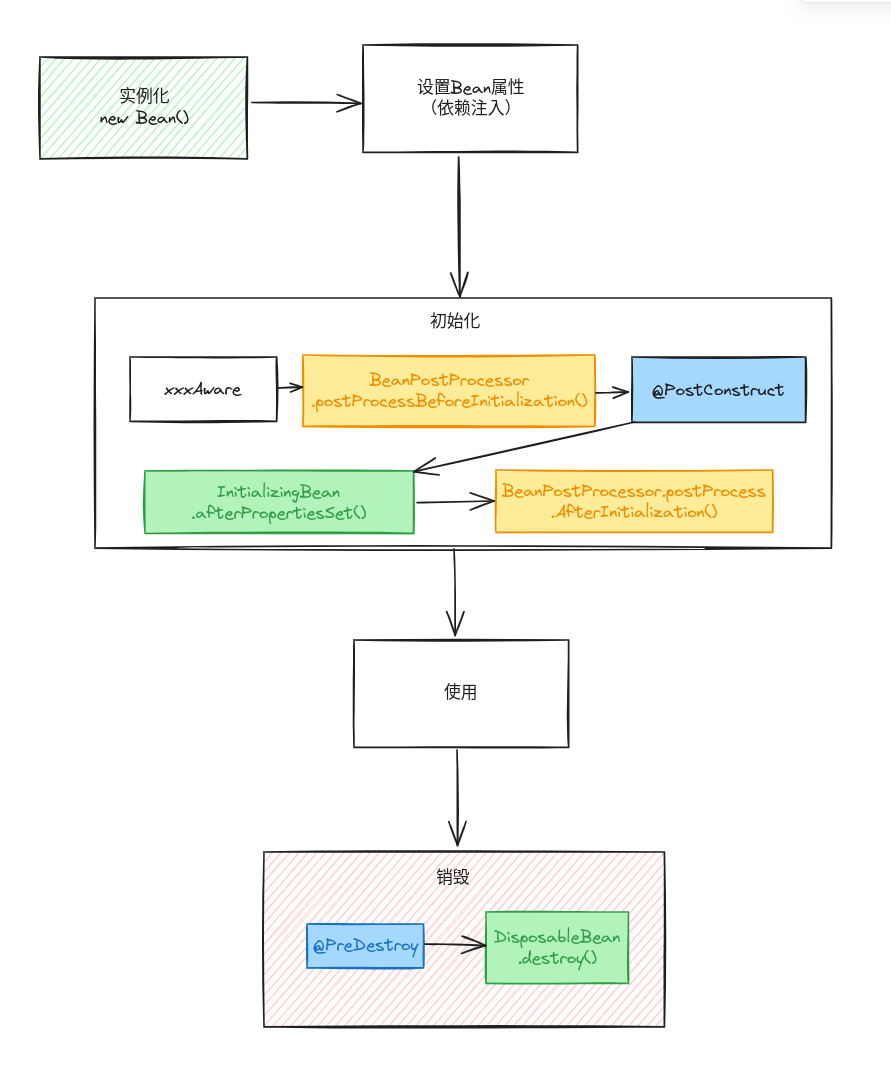 实例化
new Bean()
设置Bean属性
（依赖注入）
初始化
xxxAware
BeanPostProcessor
.postProcessBeforeInitialization()
@PostConstruct
InitializingBean
.afterPropertiesSet()
BeanPostProcessor.postProcess
.AfterInitialization()
使用
销毁
@PreDestroy
DisposableBean
.destroy()